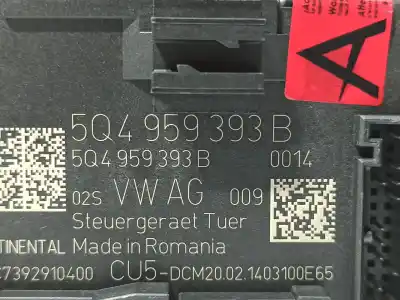 A
5Q4 959 393 B
5Q4 959 393 B 0014
02S VW AG 009
Steuergeraet Tuer
Made in Romania
C7392910400 CU5-DCM20.02.1403100E65